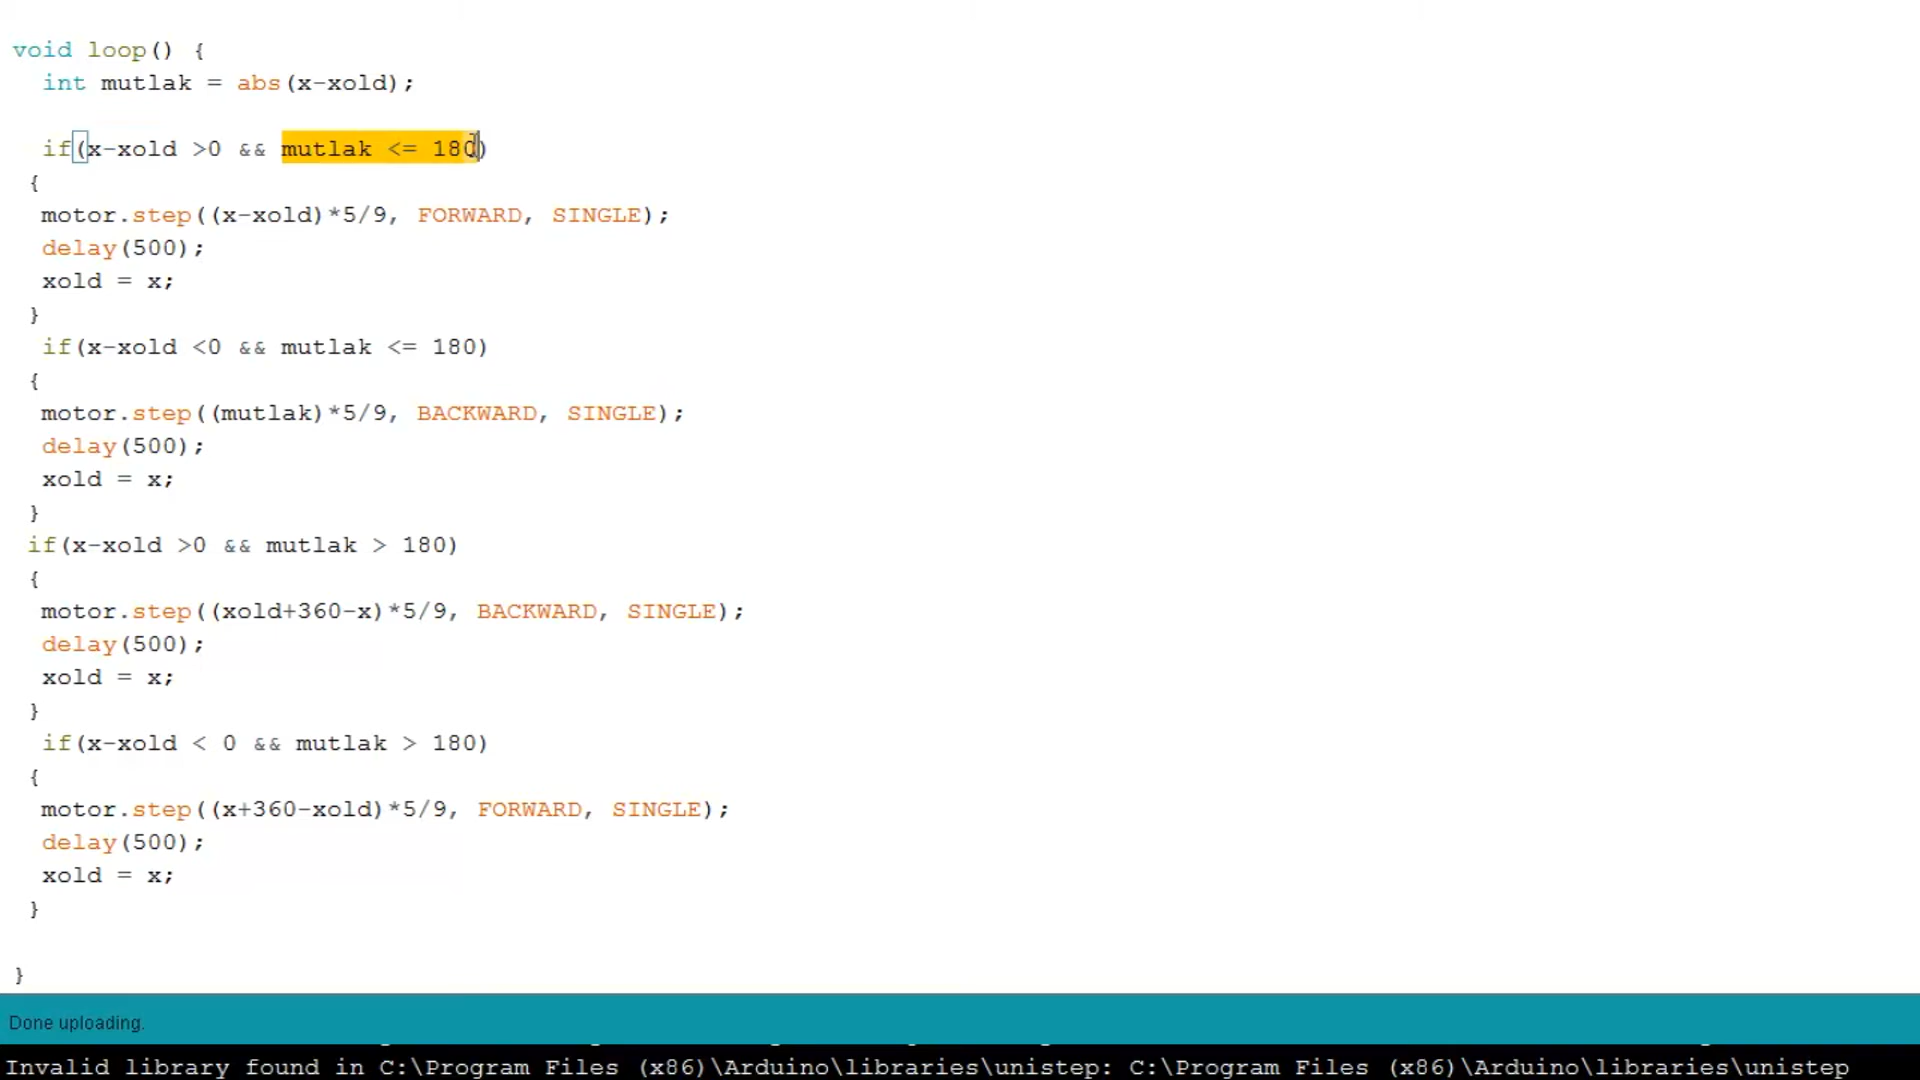 void loop() {
int mutlak = abs(x-xold);
if(x-xold >0 && mutlak <= 180)
{
motor.step((x-xold)*5/9, FORWARD, SINGLE);
delay(500);
xold = x;
}
if(x-xold <0 && mutlak <= 180)
{
motor.step((mutlak)*5/9, BACKWARD, SINGLE);
delay(500);
xold = x;
}
if(x-xold >0 && mutlak > 180)
{
motor.step((xold+360-x)*5/9, BACKWARD, SINGLE);
delay(500);
xold = x;
}
if(x-xold < 0 && mutlak > 180)
{
motor.step((x+360-xold)*5/9, FORWARD, SINGLE);
delay(500);
xold = x;
}
}
Done uploading.
Invalid library found in C:\Program Files (x86)\Arduino\libraries\unistep: C:\Program Files (x86)\Arduino\libraries\unistep